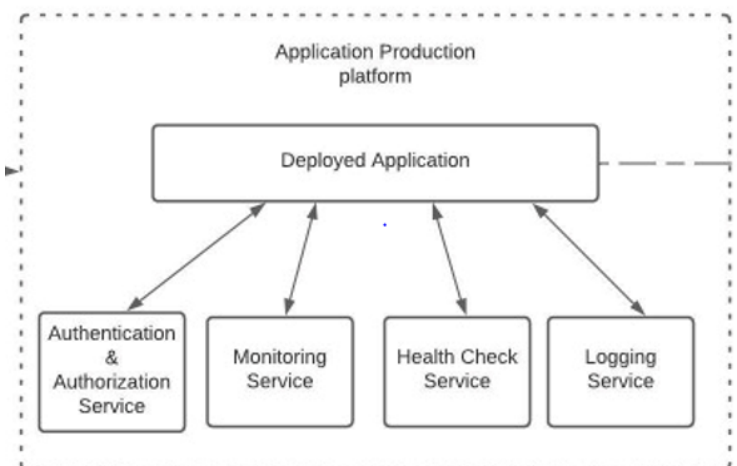 Application Production
platform
Deployed Application
Authentication
&
Authorization
Service
Monitoring
Service
Health Check
Service
Logging
Service